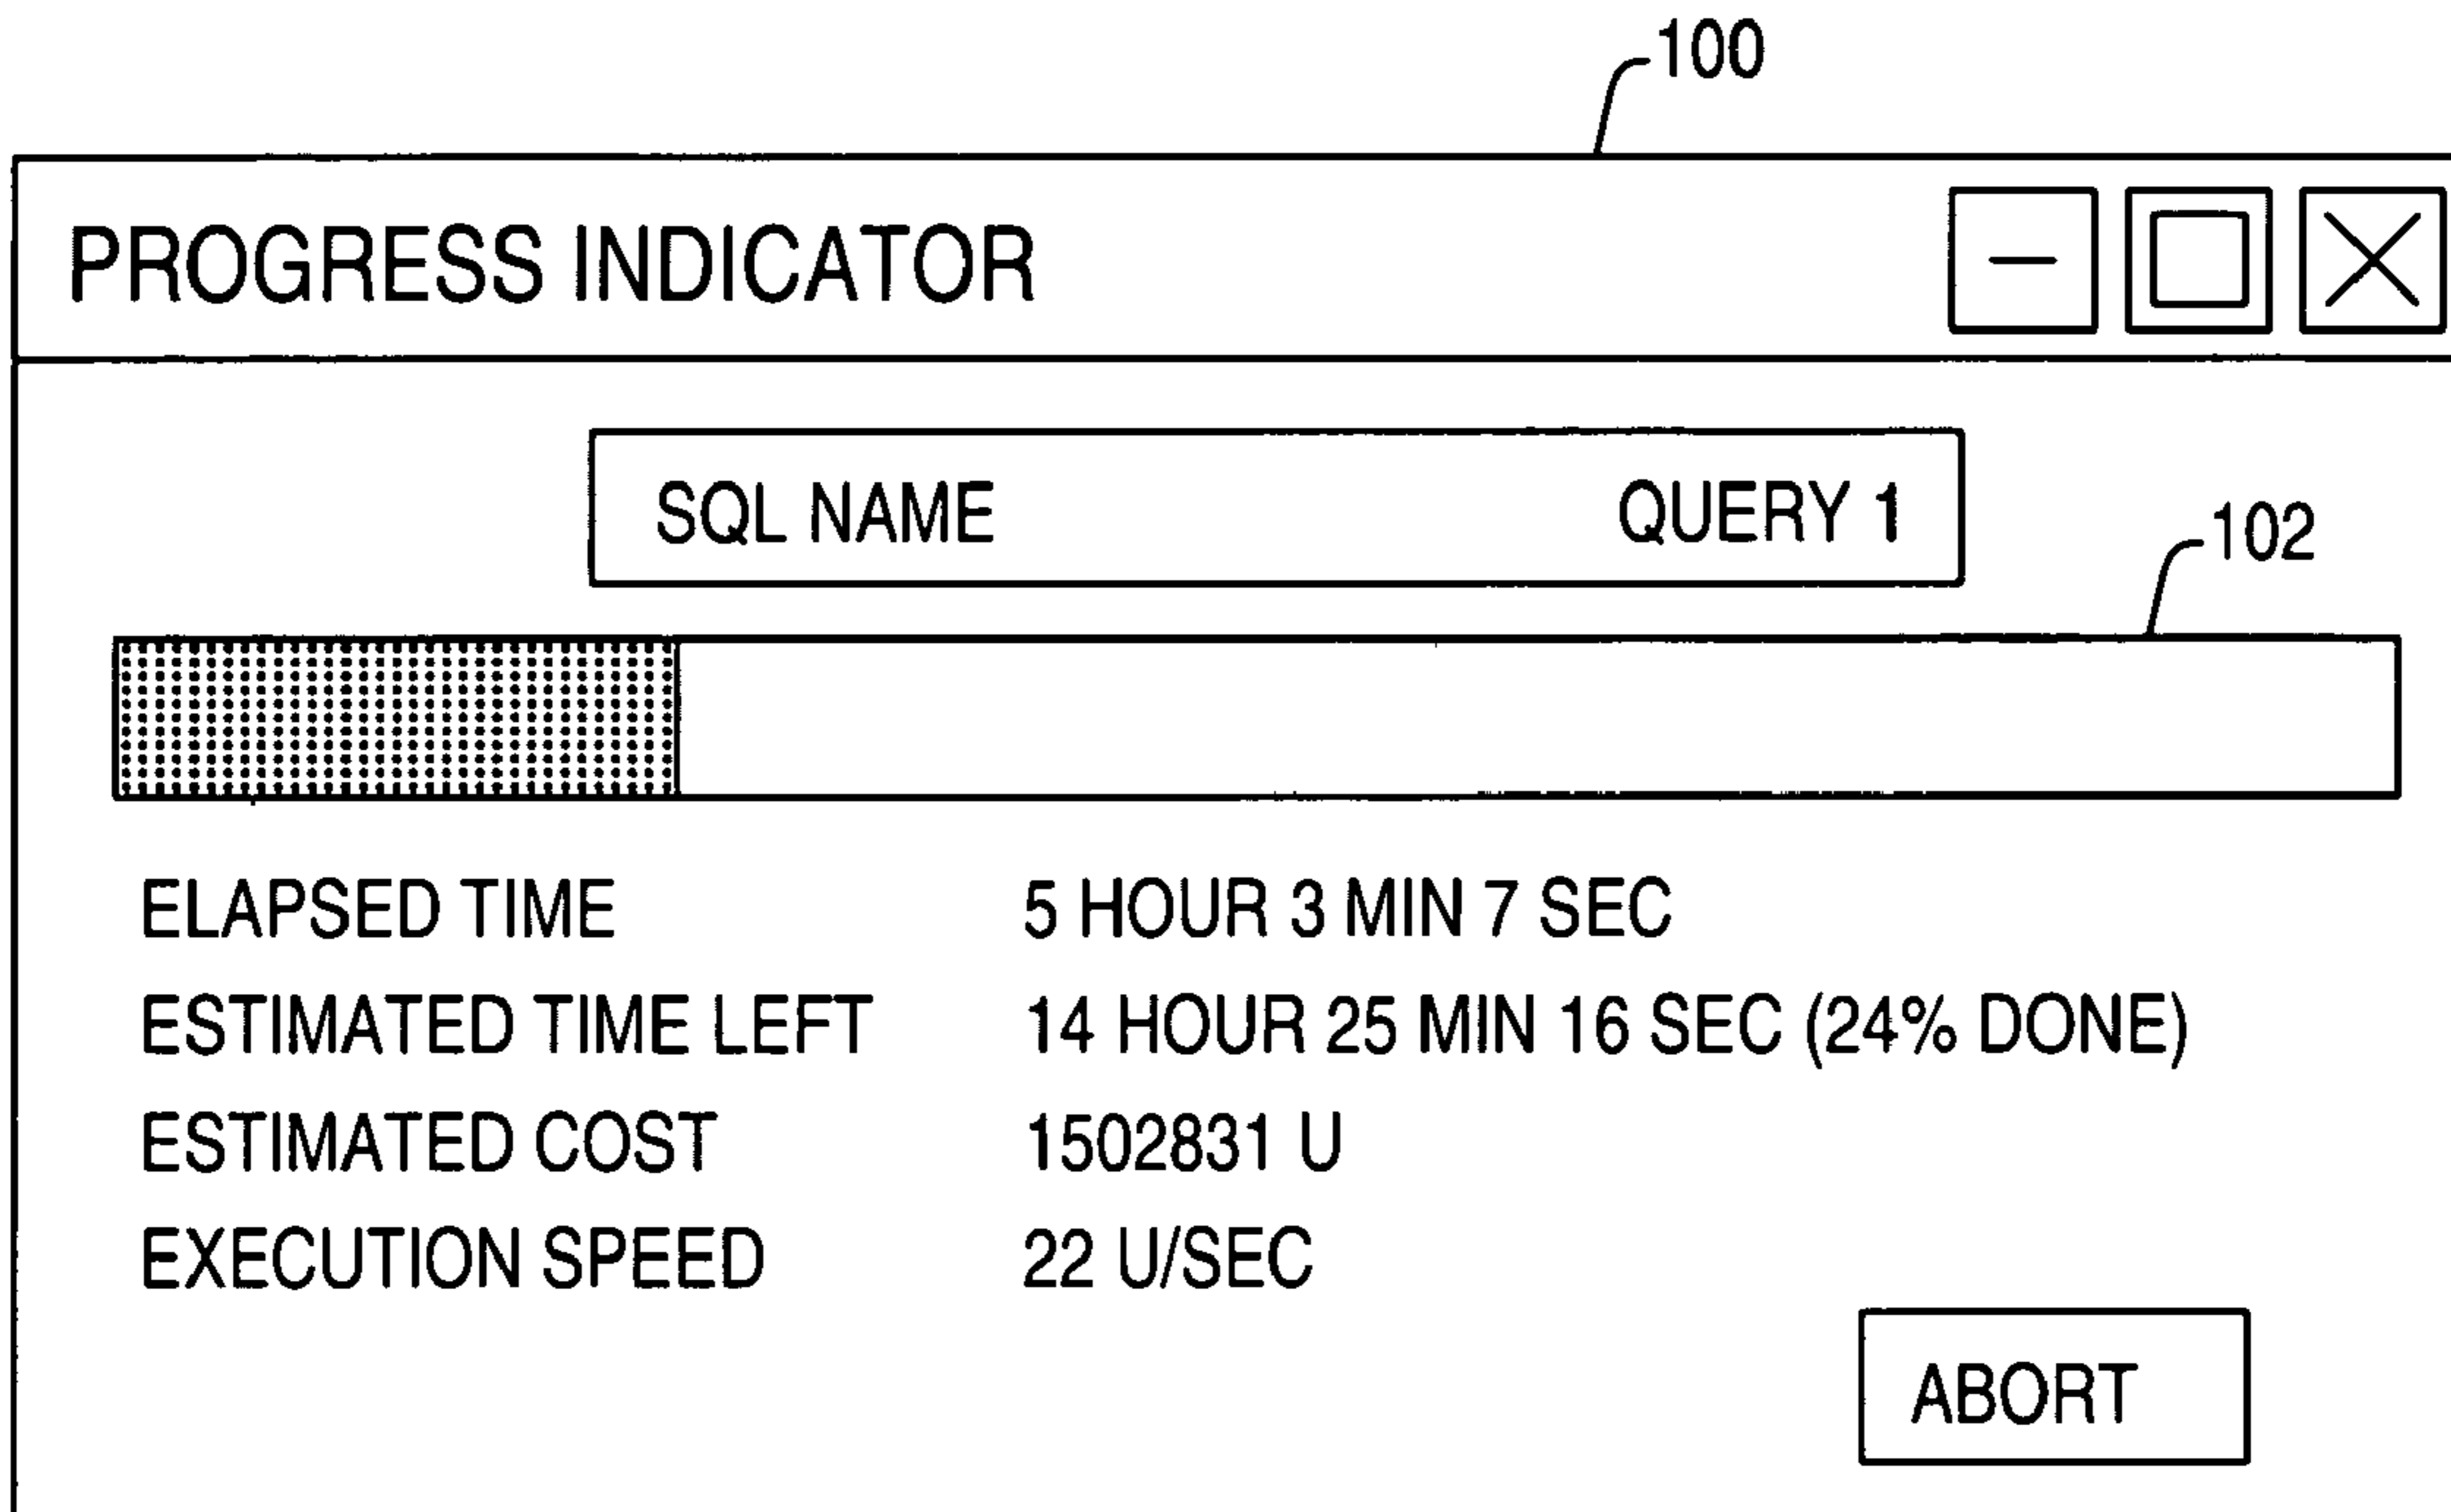 100
PROGRESS INDICATOR
SQL NAME QUERY 1
102
ELAPSED TIME 5 HOUR 3 MIN 7 SEC
ESTIMATED TIME LEFT 14 HOUR 25 MIN 16 SEC (24% DONE)
ESTIMATED COST 1502831 U
EXECUTION SPEED 22 U/SEC
ABORT